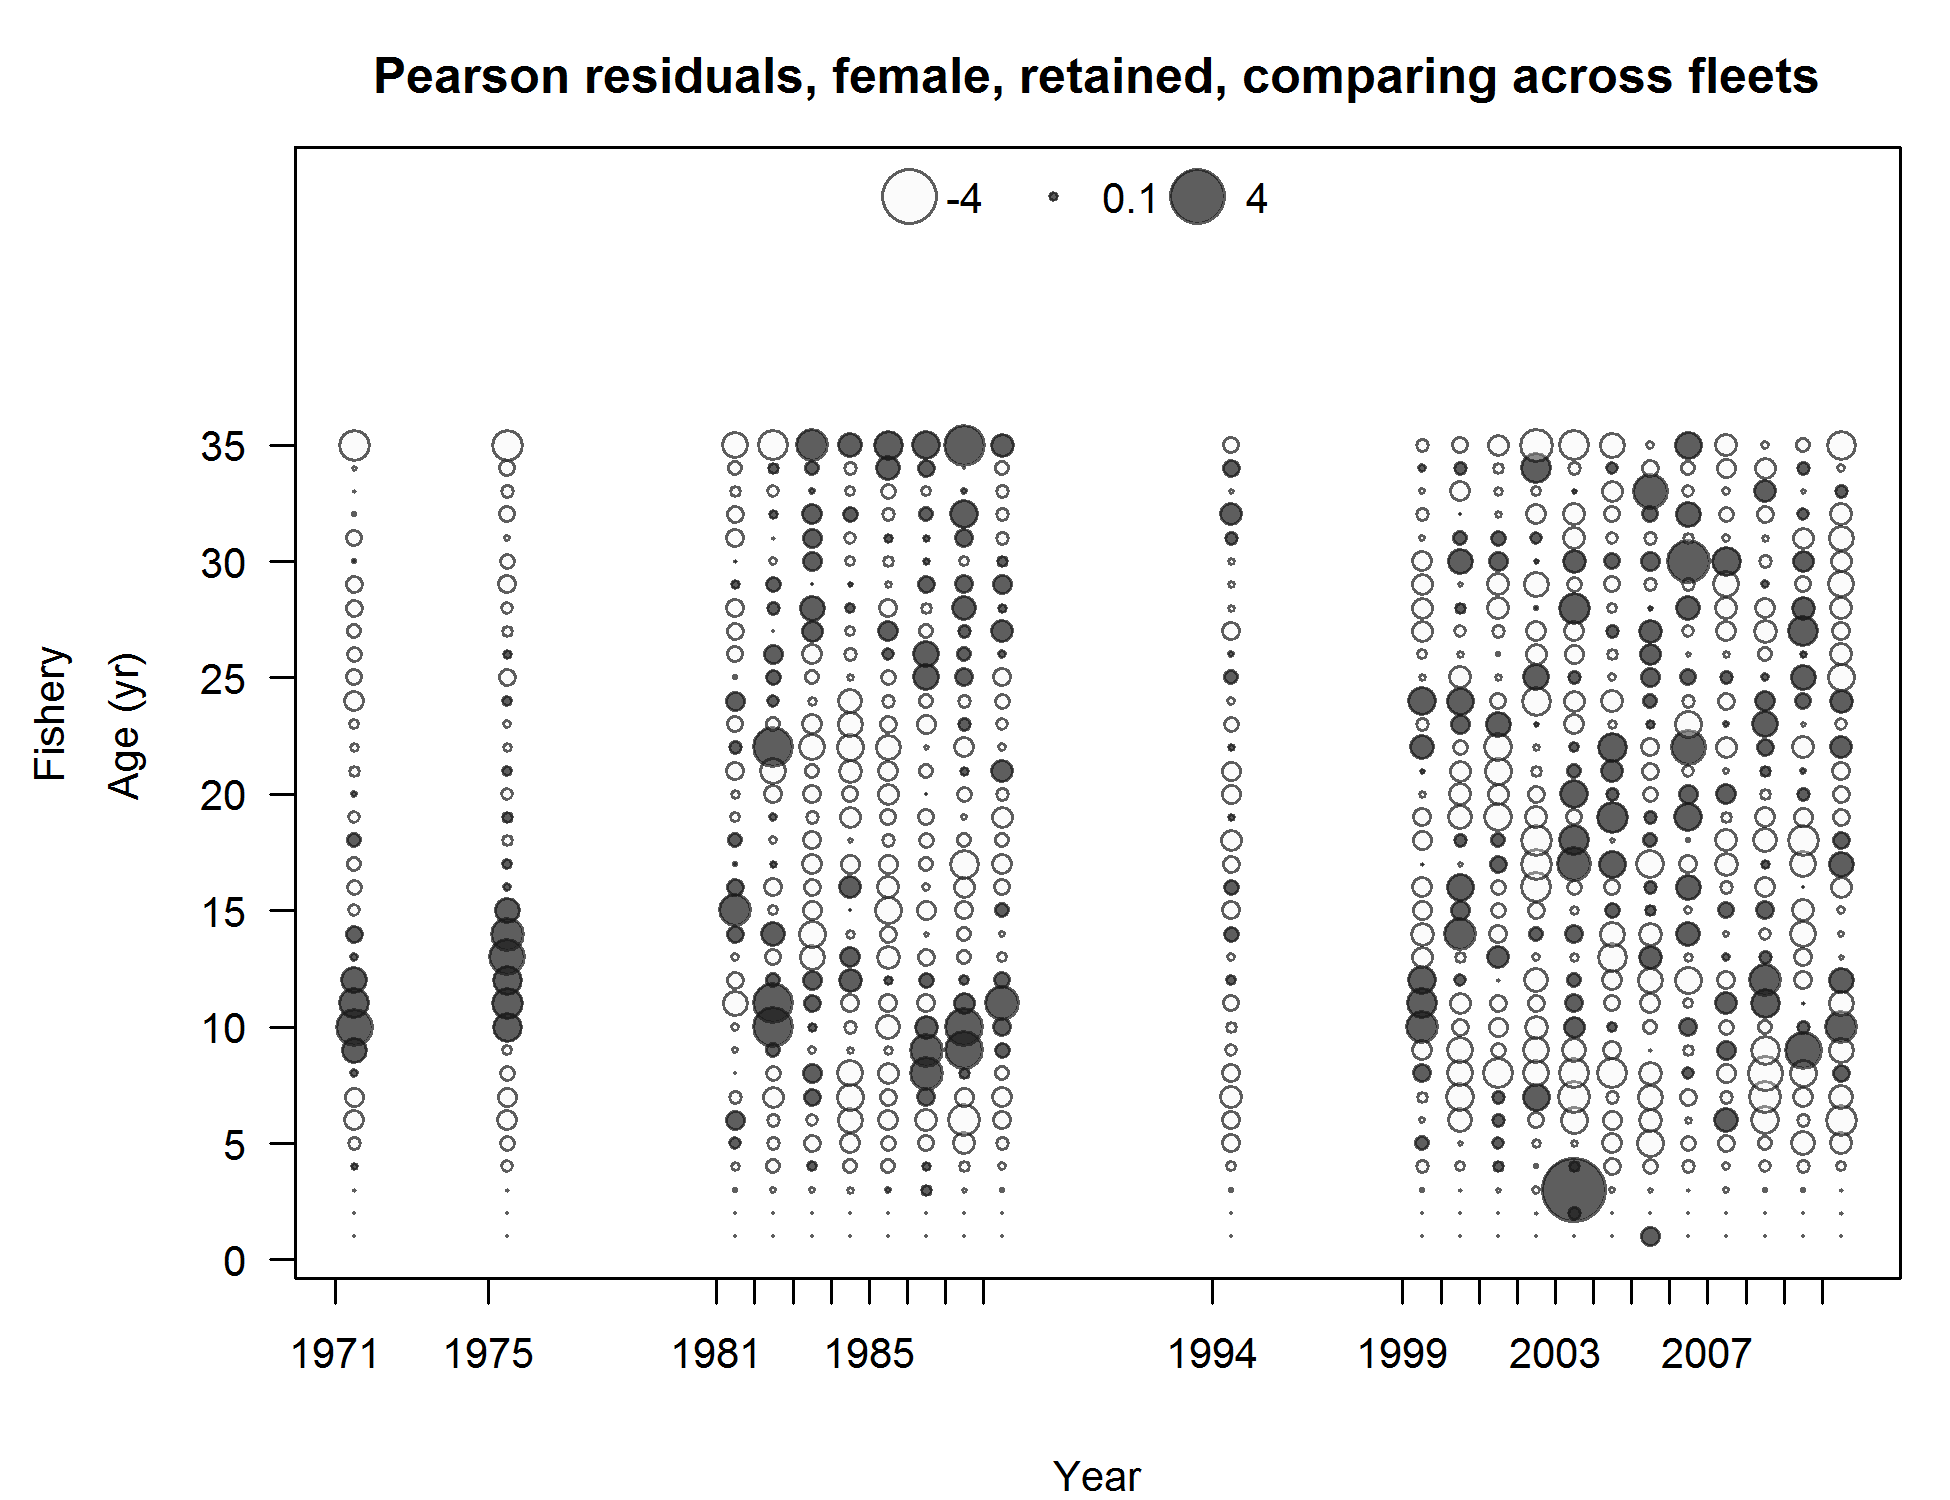 Pearson residuals, female, retained, comparing across fleets
-4 0.1 4
Fishery
Age (yr)
35
30
25
20
15
10
5
0
1971 1975 1981 1985 1994 1999 2003 2007
Year